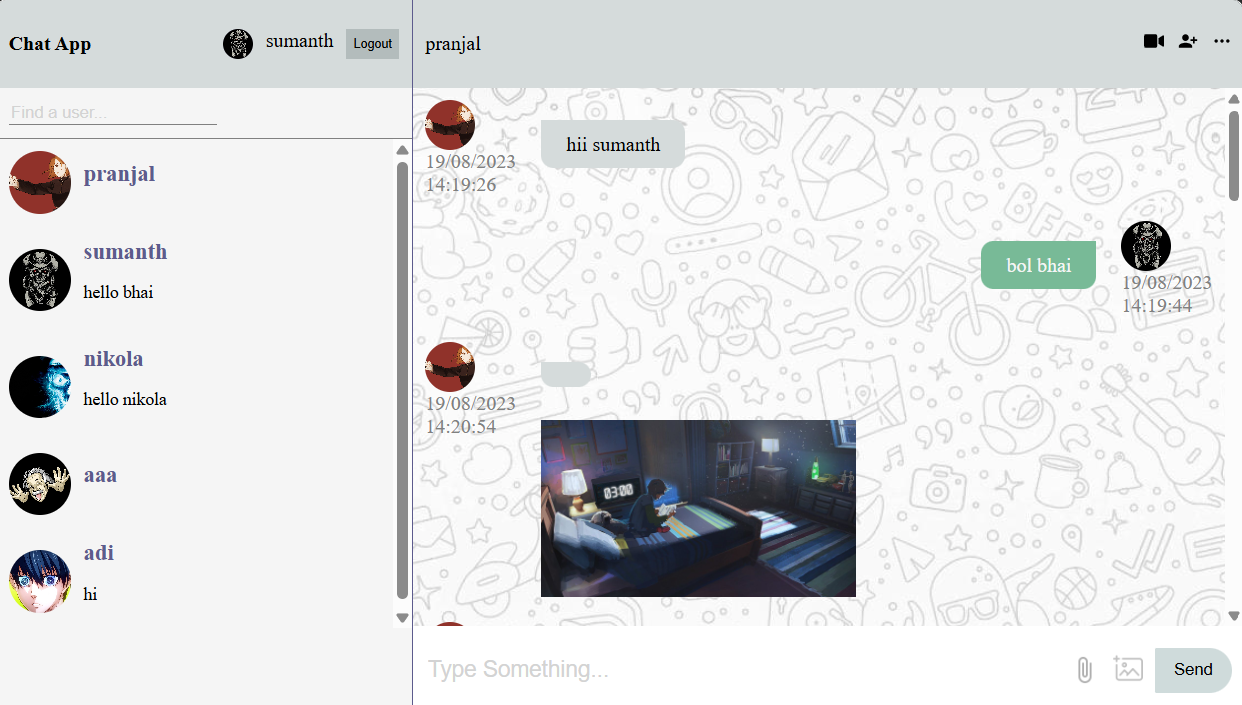 Chat App
sumanth
Logout
pranjal
Find a user...
pranjal
sumanth
hello bhai
nikola
hello nikola
aaa
adi
hi
19/08/2023
14:19:26
hii sumanth
bol bhai
19/08/2023
14:19:44
19/08/2023
14:20:54
03:00
BFF
24
Type Something...
Send